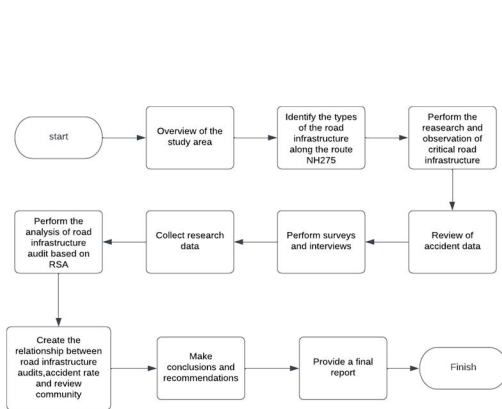 start
Overview of the
study area
Identify the types
of the road
infrastructure
along the route
NH275
Perform the
reasearch and
observation of
critical road
infrastructure
Perform the
analysis of road
infrastructure
audit based on
RSA
Collect research
data
Perform surveys
and interviews
Review of
accident data
Create the
relationship between
road infrastructure
audits,accident rate
and review
community
Make
conclusions and
recommendations
Provide a final
report
Finish